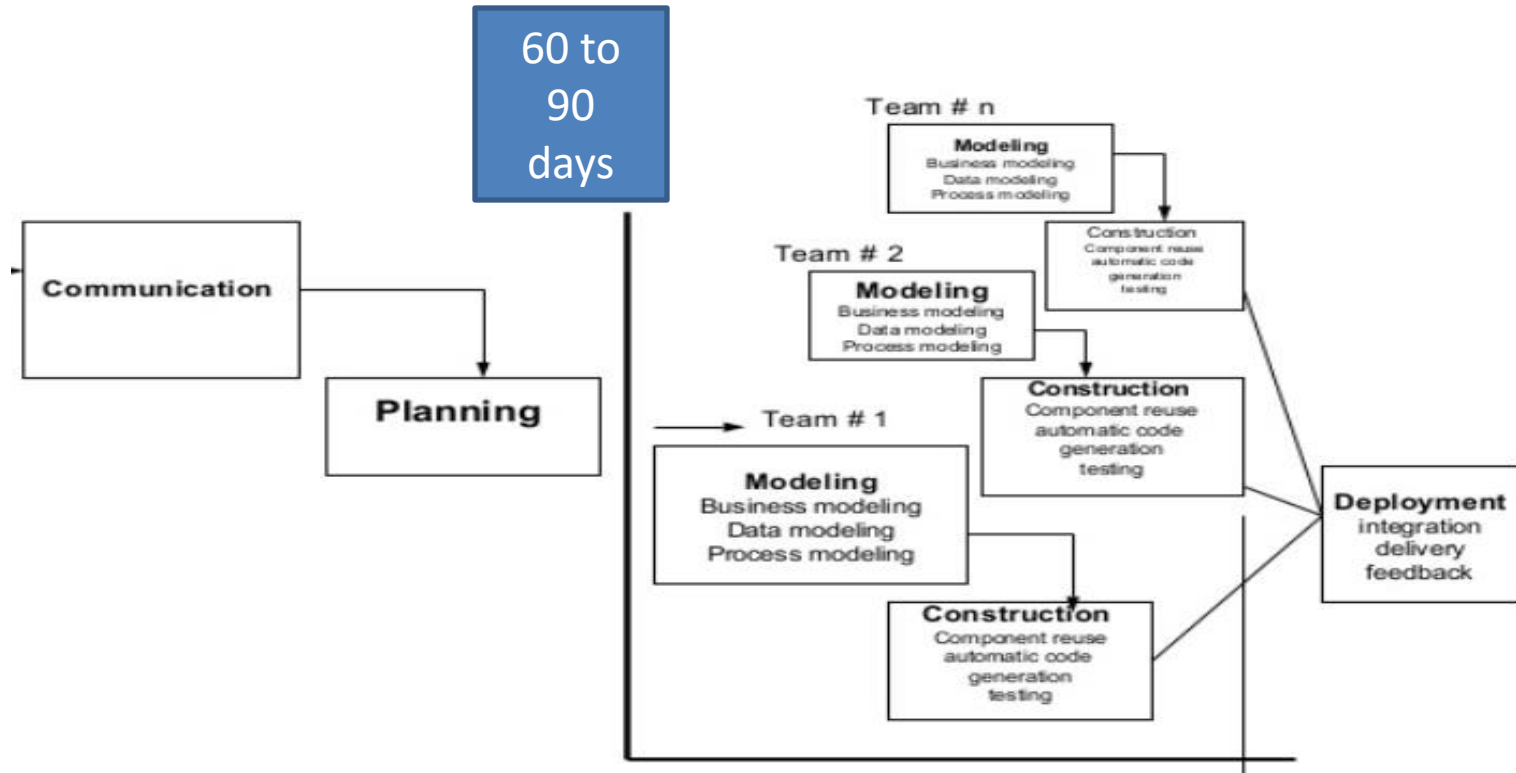 60 to
90
days
Communication
Planning
Team # n
Modeling
Business modeling
Data modeling
Process modeling
Construction
Component reuse
automatic code
generation
testing
Team # 2
Modeling
Business modeling
Data modeling
Process modeling
Construction
Component reuse
automatic code
generation
testing
Team # 1
Modeling
Business modeling
Data modeling
Process modeling
Construction
Component reuse
automatic code
generation
testing
Deployment
integration
delivery
feedback